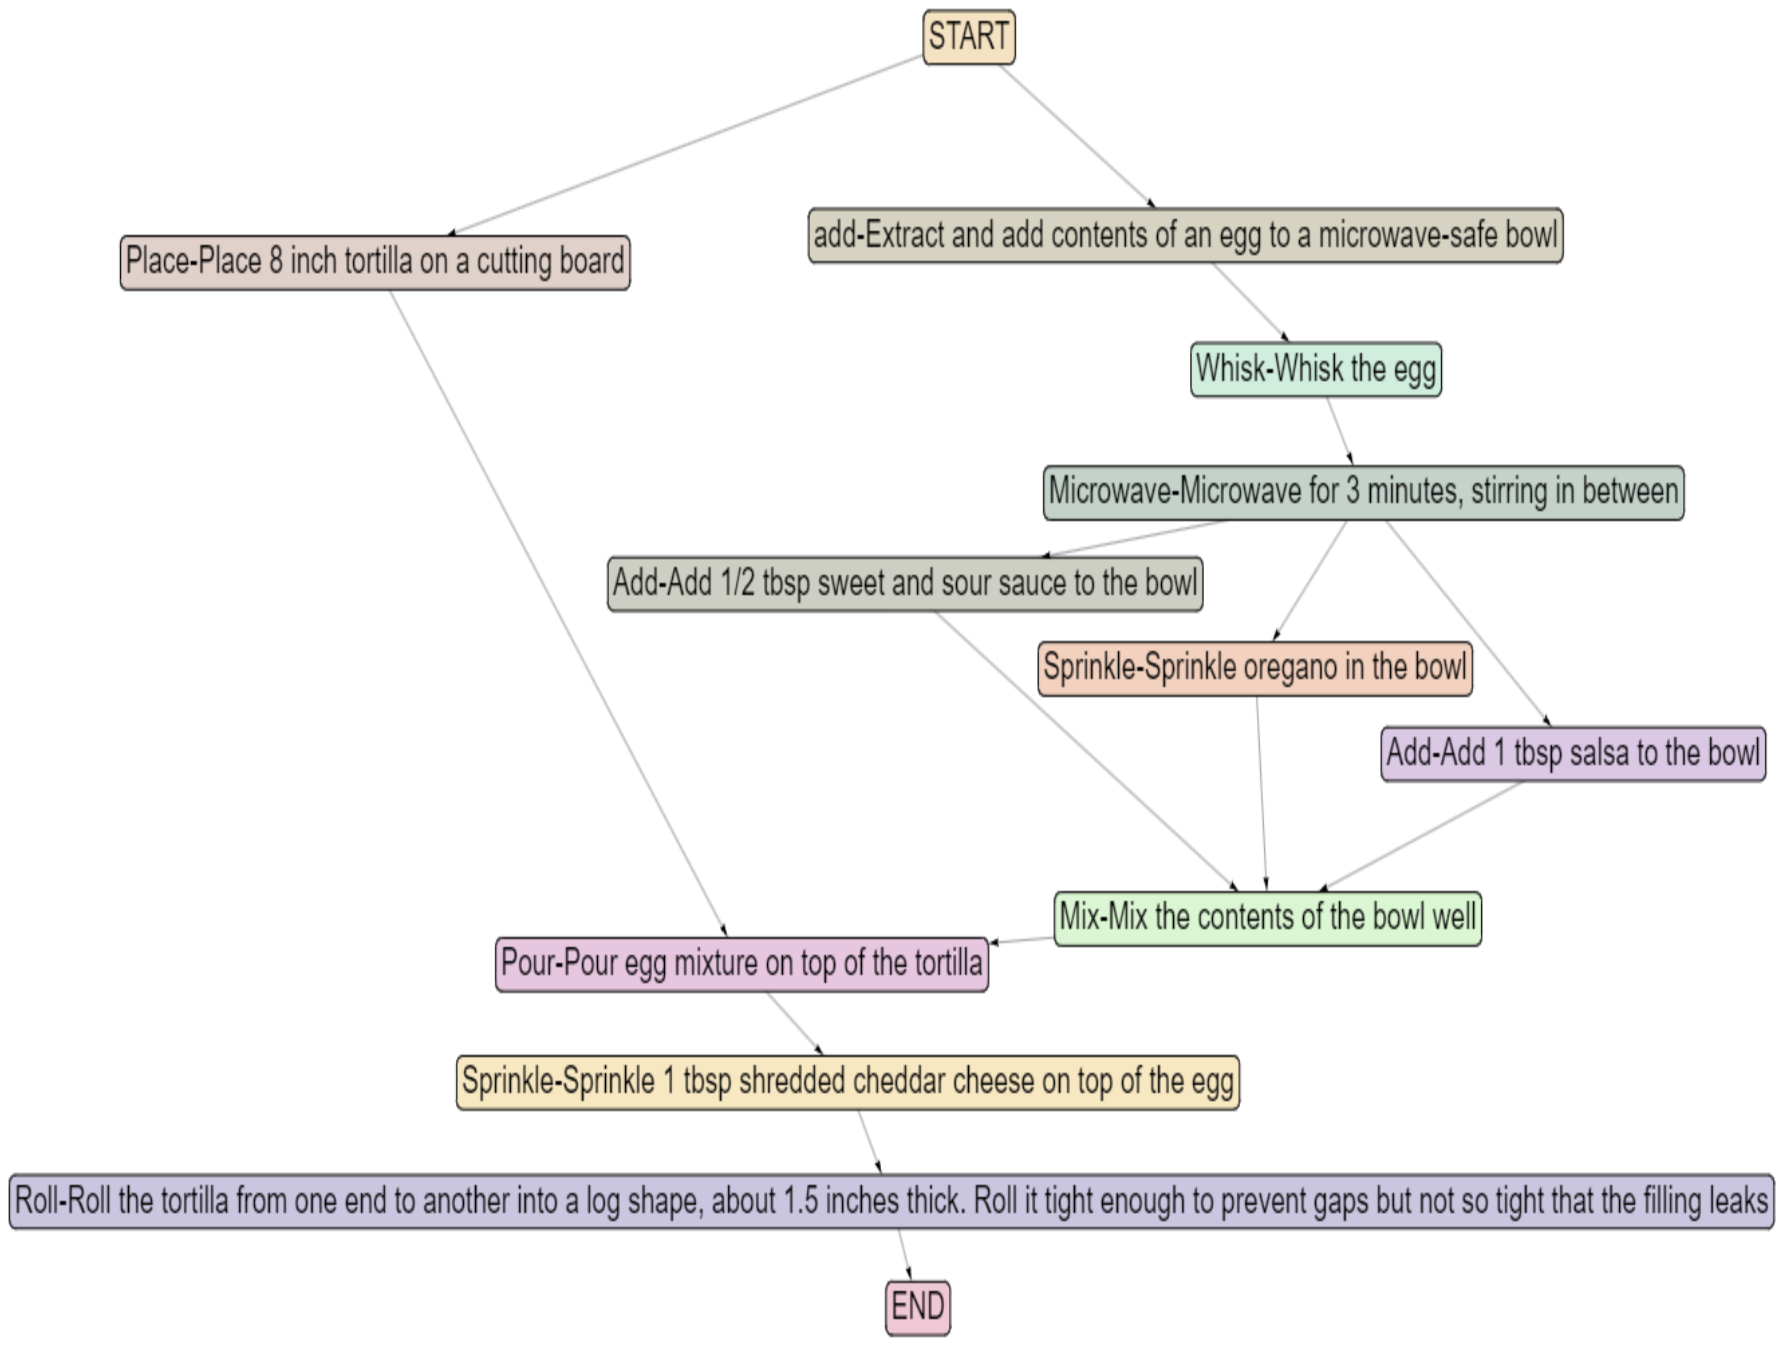 START
add-Extract and add contents of an egg to a microwave-safe bowl
Place-Place 8 inch tortilla on a cutting board
Whisk-Whisk the egg
Microwave-Microwave for 3 minutes, stirring in between
Add-Add 1/2 tbsp sweet and sour sauce to the bowl
Sprinkle-Sprinkle oregano in the bowl
Add-Add 1 tbsp salsa to the bowl
Mix-Mix the contents of the bowl well
Pour-Pour egg mixture on top of the tortilla
Sprinkle-Sprinkle 1 tbsp shredded cheddar cheese on top of the egg
Roll-Roll the tortilla from one end to another into a log shape, about 1.5 inches thick. Roll it tight enough to prevent gaps but not so tight that the filling leaks
END